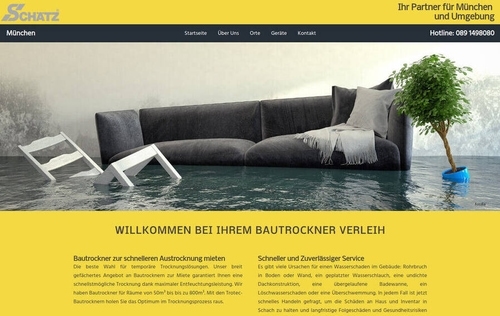 SCHATZ
Ihr Partner für München
und Umgebung
München
Startseite Über Uns Orte Geräte Kontakt
Hotline: 089 1498080
WILLKOMMEN BEI IHREM BAUTROCKNER VERLEIH
Bautrockner zur schnelleren Austrocknung mieten
Die beste Wahl für temporäre Trocknungslösungen. Unser breit
gefächertes Angebot an Bautrocknern zur Miete garantiert Ihnen eine
schnellstmögliche Trocknung dank maximaler Entfeuchtungsleistung. Wir
haben Bautrockner für Räume von 50m² bis bis zu 800m². Mit den Trotec-
Bautrocknern holen Sie das Optimum im Trocknungsprozess raus.
Schneller und Zuverlässiger Service
Es gibt viele Ursachen für einen Wasserschaden im Gebäude: Rohrbruch
in Boden oder Wand, ein geplatzter Wasserschlauch, eine undichte
Dachkonstruktion, eine übergelaufene Badewanne, ein
Löschwasserschaden oder eine Überschwemmung. In jedem Fall ist jetzt
schnelles Handeln gefragt, um die Schäden an Haus und Inventar in
Schach zu halten und langfristige Folgeschäden und Gesundheitsrisiken